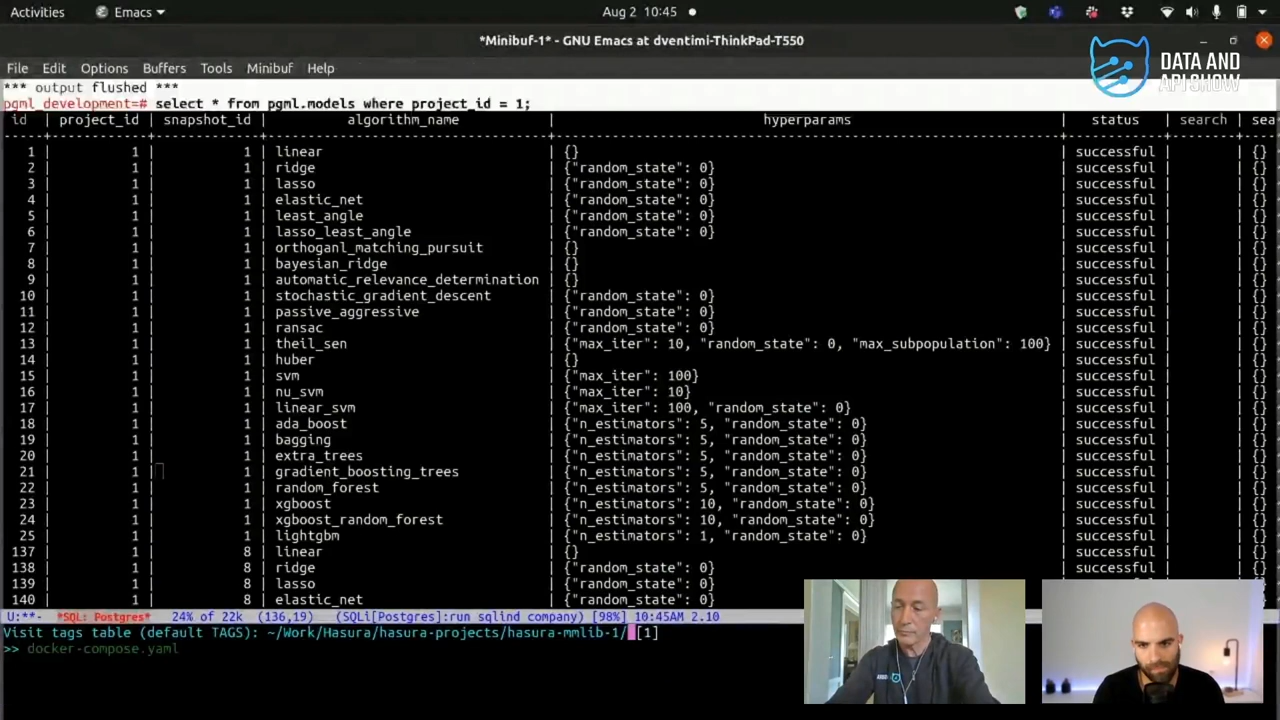 Activities Emacs Aug 2 10:45
*Minibuf-1* - GNU Emacs at dventimi-ThinkPad-T550
DATA AND
API SHOW
File Edit Options Buffers Tools Minibuf Help
*** output flushed ***
pgml_development=# select * from pgml.models where project_id = 1;
id | project_id | snapshot_id | algorithm_name | hyperparams | status | search | sea
1 | 1 | 1 | linear | {} | successful | | {}
2 | 1 | 1 | ridge | {"random_state": 0} | successful | | {}
3 | 1 | 1 | lasso | {"random_state": 0} | successful | | {}
4 | 1 | 1 | elastic_net | {"random_state": 0} | successful | | {}
5 | 1 | 1 | least_angle | {"random_state": 0} | successful | | {}
6 | 1 | 1 | lasso_least_angle | {"random_state": 0} | successful | | {}
7 | 1 | 1 | orthoganl_matching_pursuit | {} | successful | | {}
8 | 1 | 1 | bayesian_ridge | {} | successful | | {}
9 | 1 | 1 | automatic_relevance_determination | {} | successful | | {}
10 | 1 | 1 | stochastic_gradient_descent | {"random_state": 0} | successful | | {}
11 | 1 | 1 | passive_aggressive | {"random_state": 0} | successful | | {}
12 | 1 | 1 | ransac | {"random_state": 0} | successful | | {}
13 | 1 | 1 | theil_sen | {"max_iter": 10, "random_state": 0, "max_subpopulation": 100} | successful | | {}
14 | 1 | 1 | huber | {} | successful | | {}
15 | 1 | 1 | svm | {"max_iter": 100} | successful | | {}
16 | 1 | 1 | nu_svm | {"max_iter": 10} | successful | | {}
17 | 1 | 1 | linear_svm | {"max_iter": 100, "random_state": 0} | successful | | {}
18 | 1 | 1 | ada_boost | {"n_estimators": 5, "random_state": 0} | successful | | {}
19 | 1 | 1 | bagging | {"n_estimators": 5, "random_state": 0} | successful | | {}
20 | 1 | 1 | extra_trees | {"n_estimators": 5, "random_state": 0} | successful | | {}
21 | 1 | 1 | gradient_boosting_trees | {"n_estimators": 5, "random_state": 0} | successful | | {}
22 | 1 | 1 | random_forest | {"n_estimators": 5, "random_state": 0} | successful | | {}
23 | 1 | 1 | xgboost | {"n_estimators": 10, "random_state": 0} | successful | | {}
24 | 1 | 1 | xgboost_random_forest | {"n_estimators": 10, "random_state": 0} | successful | | {}
25 | 1 | 1 | lightgbm | {"n_estimators": 1, "random_state": 0} | successful | | {}
137 | 1 | 8 | linear | {} | successful | | {}
138 | 1 | 8 | ridge | {"random_state": 0} | successful | | {}
139 | 1 | 8 | lasso | {"random_state": 0}
140 | 1 | 8 | elastic_net | {"random_state": 0}
U:**- *SQL: Postgres* 24% of 22k (136,19) (SQLi[Postgres]:run sqlind company) [98%] 10:45AM 2.10
Visit tags table (default TAGS): ~/Work/Hasura/hasura-projects/hasura-mmlib-1/ [1]
>> docker-compose.yaml